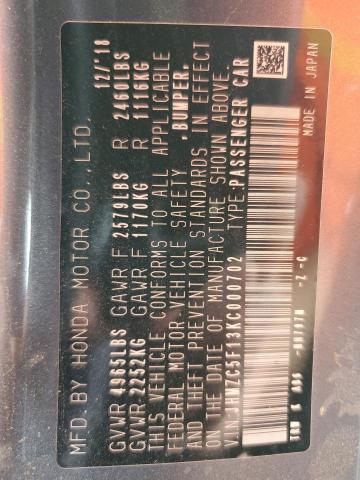 MFD. BY HONDA MOTOR CO., LTD. 12/'18
GVWR 4965LBS GAWR F 2579LBS R 2460LBS
GVWR 2252KG GAWR F 1170KG R 1116KG
THIS VEHICLE CONFORMS TO ALL APPLICABLE
FEDERAL MOTOR VEHICLE SAFETY ,BUMPER,
AND THEFT PREVENTION STANDARDS IN EFFECT
ON THE DATE OF MANUFACTURE SHOWN ABOVE.
V.I.N. TYPE:PASSENGER CAR
MADE IN JAPAN